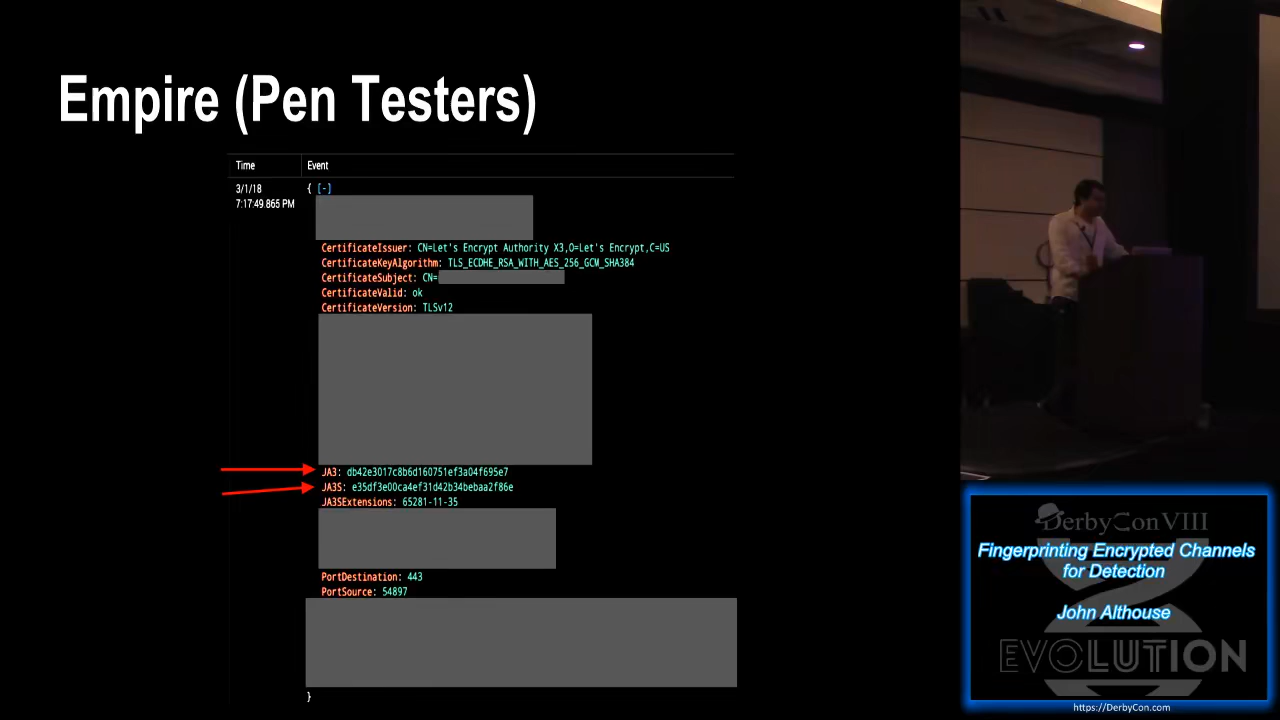 Empire (Pen Testers)
Time Event
3/1/18 { [-]
7:17:49 865 PM
CertificateIssuer: CN=Let's Encrypt Authority X3,O=Let's Encrypt,C=US
CertificateKeyAlgorithm: TLS_ECDHE_RSA_WITH_AES_256_GCM_SHA384
CertificateSubject: CN=
CertificateValid: ok
CertificateVersion: TLSv12
JA3: db42e3017c8b6d160751ef3a04f695e7
JA3S: e35df3e00ca4ef31d42b34bebaa2f86e
JA3SExtensions: 65281-11-35
PortDestination: 443
PortSource: 54897
}
DerbyCon VIII
Fingerprinting Encrypted Channels
for Detection
John Althouse
EVOLUTION
https://DerbyCon.com